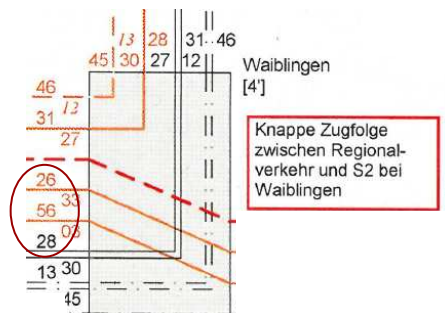 13 28 31 46
45 30 27 12
Waiblingen
[4']
46
13
31
27
Knappe Zugfolge
zwischen Regional-
verkehr und S2 bei
Waiblingen
26
33
56
03
28
13 30
45